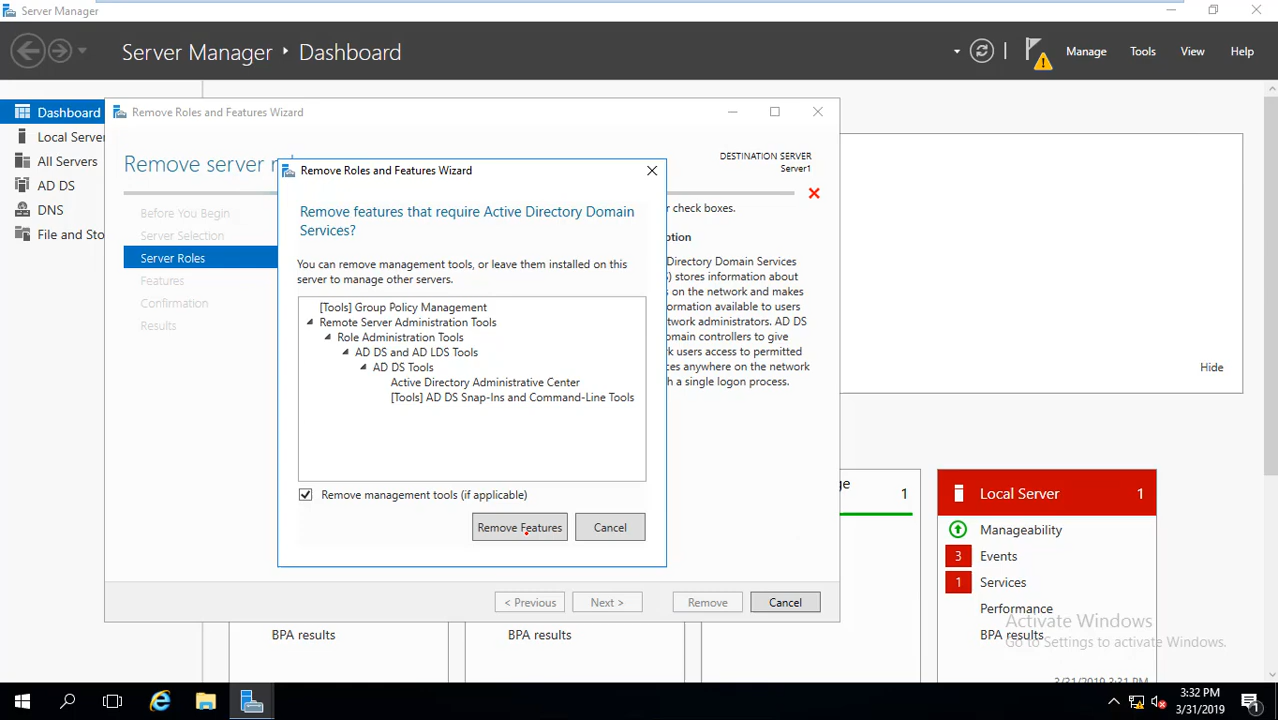 Server Manager
Server Manager ‣ Dashboard
Manage
Tools
View
Help
Dashboard
Local Server
All Servers
AD DS
DNS
File and Sto
Remove Roles and Features Wizard
Remove server r
DESTINATION SERVER
Server1
Before You Begin
Server Selection
Server Roles
Features
Confirmation
Results
r check boxes.
ption
Directory Domain Services
) stores information about
s on the network and makes
ormation available to users
twork administrators. AD DS
omain controllers to give
k users access to permitted
ces anywhere on the network
h a single logon process.
Remove Roles and Features Wizard
Remove features that require Active Directory Domain
Services?
You can remove management tools, or leave them installed on this
server to manage other servers.
[Tools] Group Policy Management
Remote Server Administration Tools
Role Administration Tools
AD DS and AD LDS Tools
AD DS Tools
Active Directory Administrative Center
[Tools] AD DS Snap-Ins and Command-Line Tools
Remove management tools (if applicable)
Remove Features
Cancel
< Previous
Next >
Remove
Cancel
Hide
ge
1
Local Server
1
Manageability
3
Events
1
Services
Performance
BPA results
BPA results
BPA results
Activate Windows
Go to Settings to activate Windows.
3/31/2019 3:31 PM
3:32 PM
3/31/2019
1